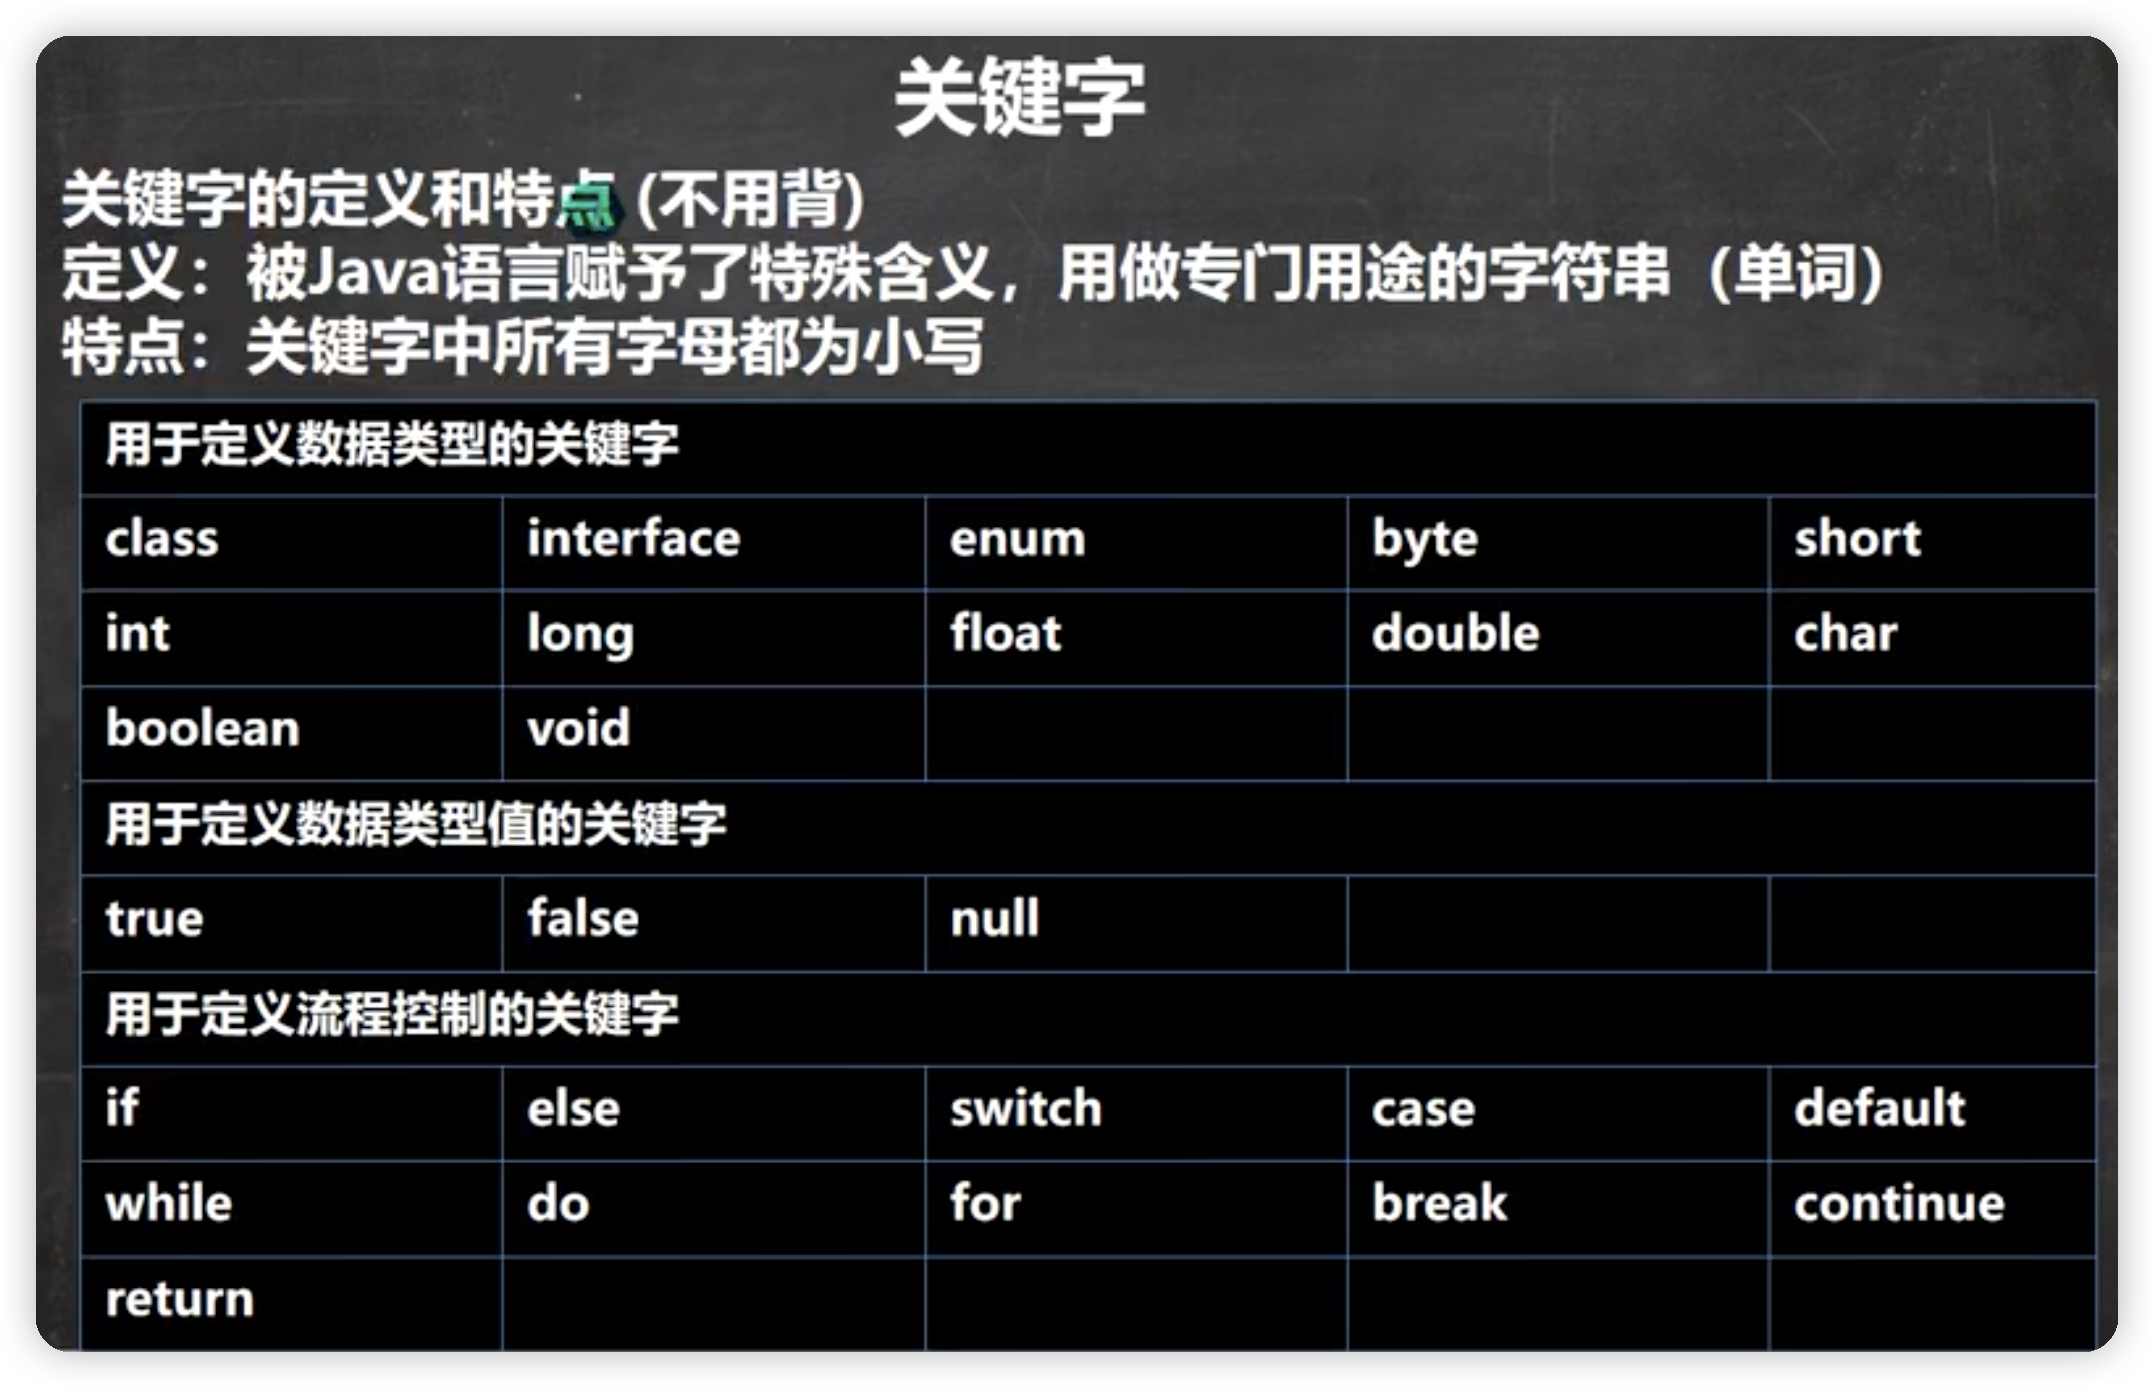 关键字
关键字的定义和特点 (不用背)
定义：被Java语言赋予了特殊含义，用做专门用途的字符串（单词）
特点：关键字中所有字母都为小写
用于定义数据类型的关键字
class interface enum byte short
int long float double char
boolean void
用于定义数据类型值的关键字
true false null
用于定义流程控制的关键字
if else switch case default
while do for break continue
return